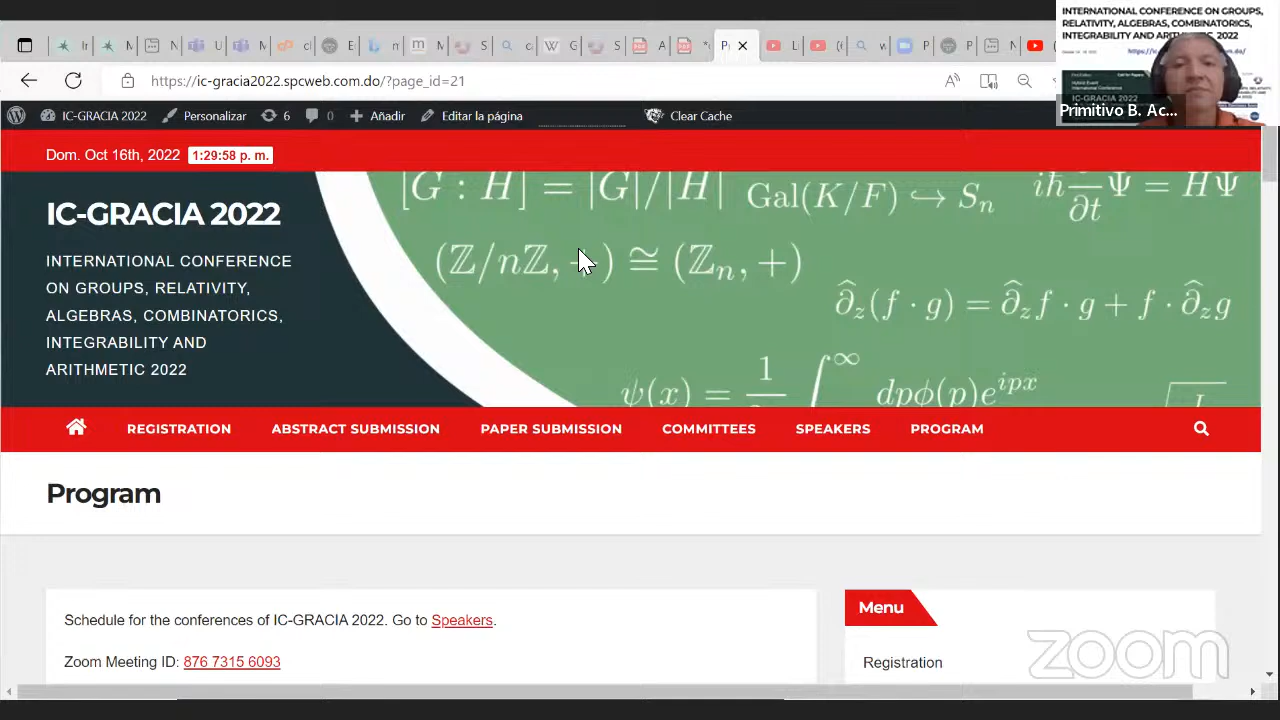 INTERNATIONAL CONFERENCE ON GROUPS,
RELATIVITY, ALGEBRAS, COMBINATORICS,
INTEGRABILITY AND ARITHMETIC, 2022
Primitivo B. Ac...
https://ic-gracia2022.spcweb.com.do/?page_id=21
IC-GRACIA 2022
Personalizar
6
0
Añadir
Editar la página
Clear Cache
Dom. Oct 16th, 2022
1:29:58 p. m.
IC-GRACIA 2022
INTERNATIONAL CONFERENCE
ON GROUPS, RELATIVITY,
ALGEBRAS, COMBINATORICS,
INTEGRABILITY AND
ARITHMETIC 2022
[G : H] = |G|/|H|
Gal(K/F) ↪ Sₙ
iℏ ∂/∂t Ψ = HΨ
(ℤ/nℤ, +) ≅ (ℤₙ, +)
∂̂_z(f · g) = ∂̂_z f · g + f · ∂̂_z g
ψ(x) = 1 ∫ ∞ dpϕ(p)e^{ipx}
REGISTRATION
ABSTRACT SUBMISSION
PAPER SUBMISSION
COMMITTEES
SPEAKERS
PROGRAM
Program
Schedule for the conferences of IC-GRACIA 2022. Go to Speakers.
Zoom Meeting ID: 876 7315 6093
Menu
Registration
zoom